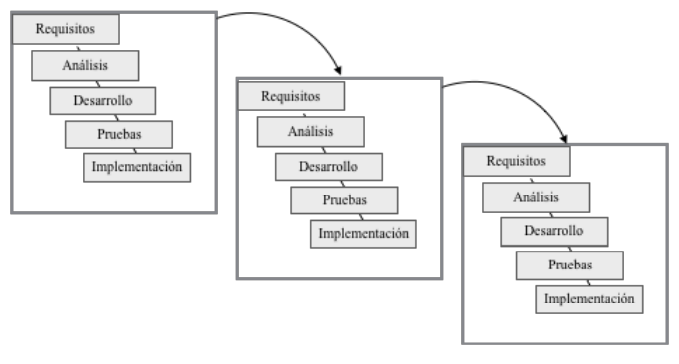 Requisitos
Análisis
Desarrollo
Pruebas
Implementación
Requisitos
Análisis
Desarrollo
Pruebas
Implementación
Requisitos
Análisis
Desarrollo
Pruebas
Implementación